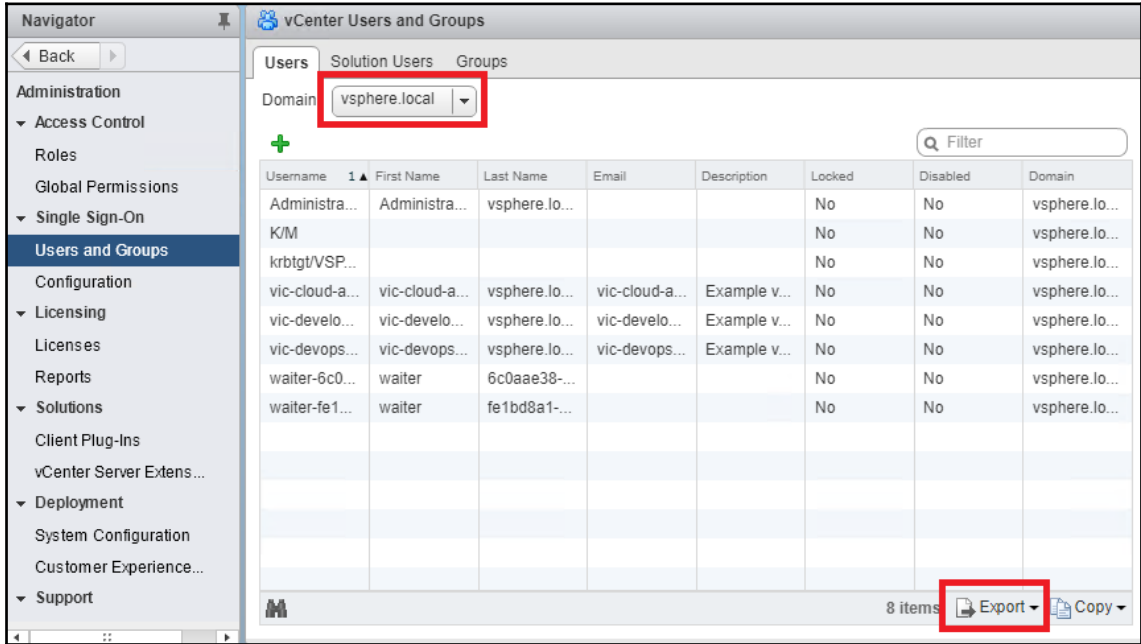 Navigator
Back
Administration
Access Control
Roles
Global Permissions
Single Sign-On
Users and Groups
Configuration
Licensing
Licenses
Reports
Solutions
Client Plug-Ins
vCenter Server Extens...
Deployment
System Configuration
Customer Experience...
Support
vCenter Users and Groups
Users Solution Users Groups
Domain vsphere.local
Filter
Username 1 First Name Last Name Email Description Locked Disabled Domain
Administra... Administra... vsphere.lo... No No vsphere.lo...
K/M No No vsphere.lo...
krbtgt/VSP... No No vsphere.lo...
vic-cloud-a... vic-cloud-a... vsphere.lo... vic-cloud-a... Example v... No No vsphere.lo...
vic-develo... vic-develo... vsphere.lo... vic-develo... Example v... No No vsphere.lo...
vic-devops... vic-devops... vsphere.lo... vic-devops... Example v... No No vsphere.lo...
waiter-6c0... waiter 6c0aae38-... No No vsphere.lo...
waiter-fe1... waiter fe1bd8a1-... No No vsphere.lo...
8 items Export Copy